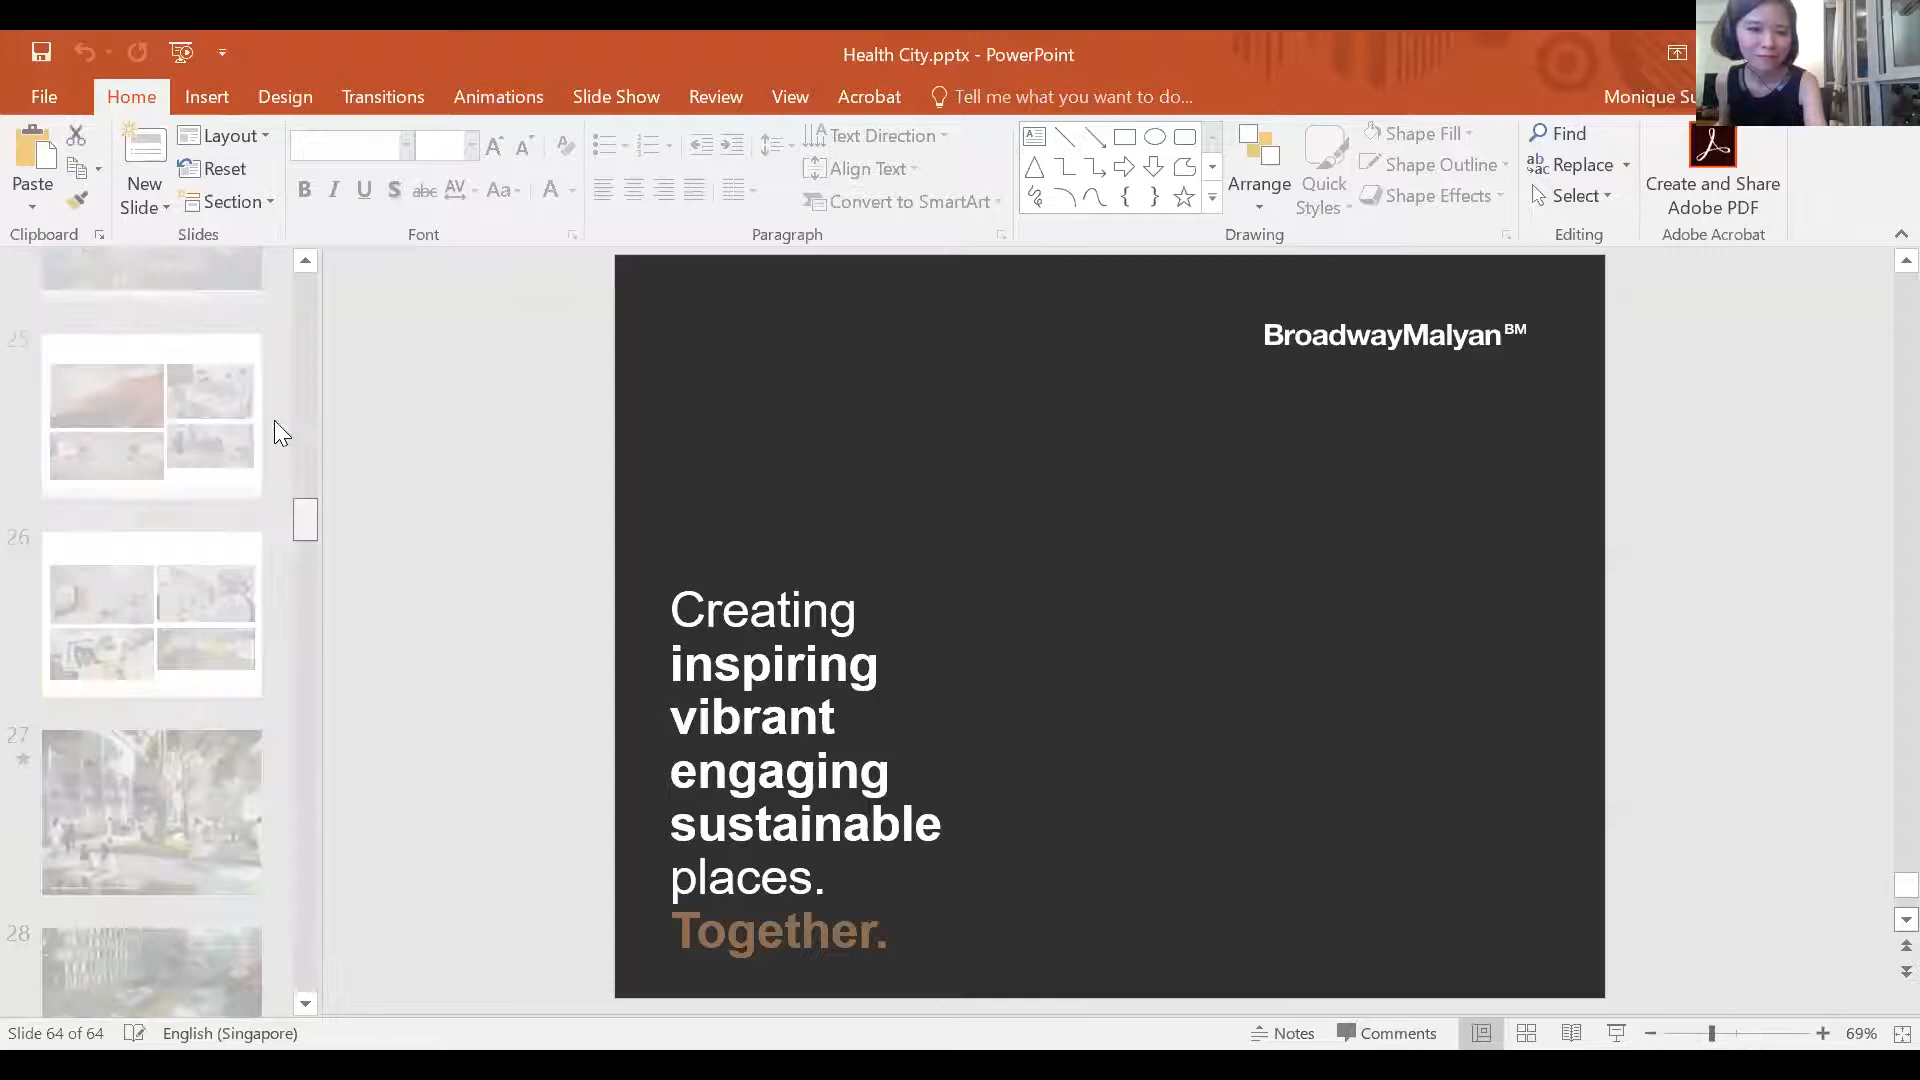 Health City.pptx - PowerPoint
File Home Insert Design Transitions Animations Slide Show Review View Acrobat Tell me what you want to do... Monique
Paste
New Slide
Layout
Reset
Section
B I U S abc AV Aa A
Text Direction
Align Text
Convert to SmartArt
Arrange
Quick Styles
Shape Fill
Shape Outline
Shape Effects
Find
Replace
Select
Create and Share
Adobe PDF
Clipboard Slides Font Paragraph Drawing Editing Adobe Acrobat
25
26
27
28
BroadwayMalyan BM
Creating
inspiring
vibrant
engaging
sustainable
places.
Together.
Slide 64 of 64 English (Singapore) Notes Comments 69%